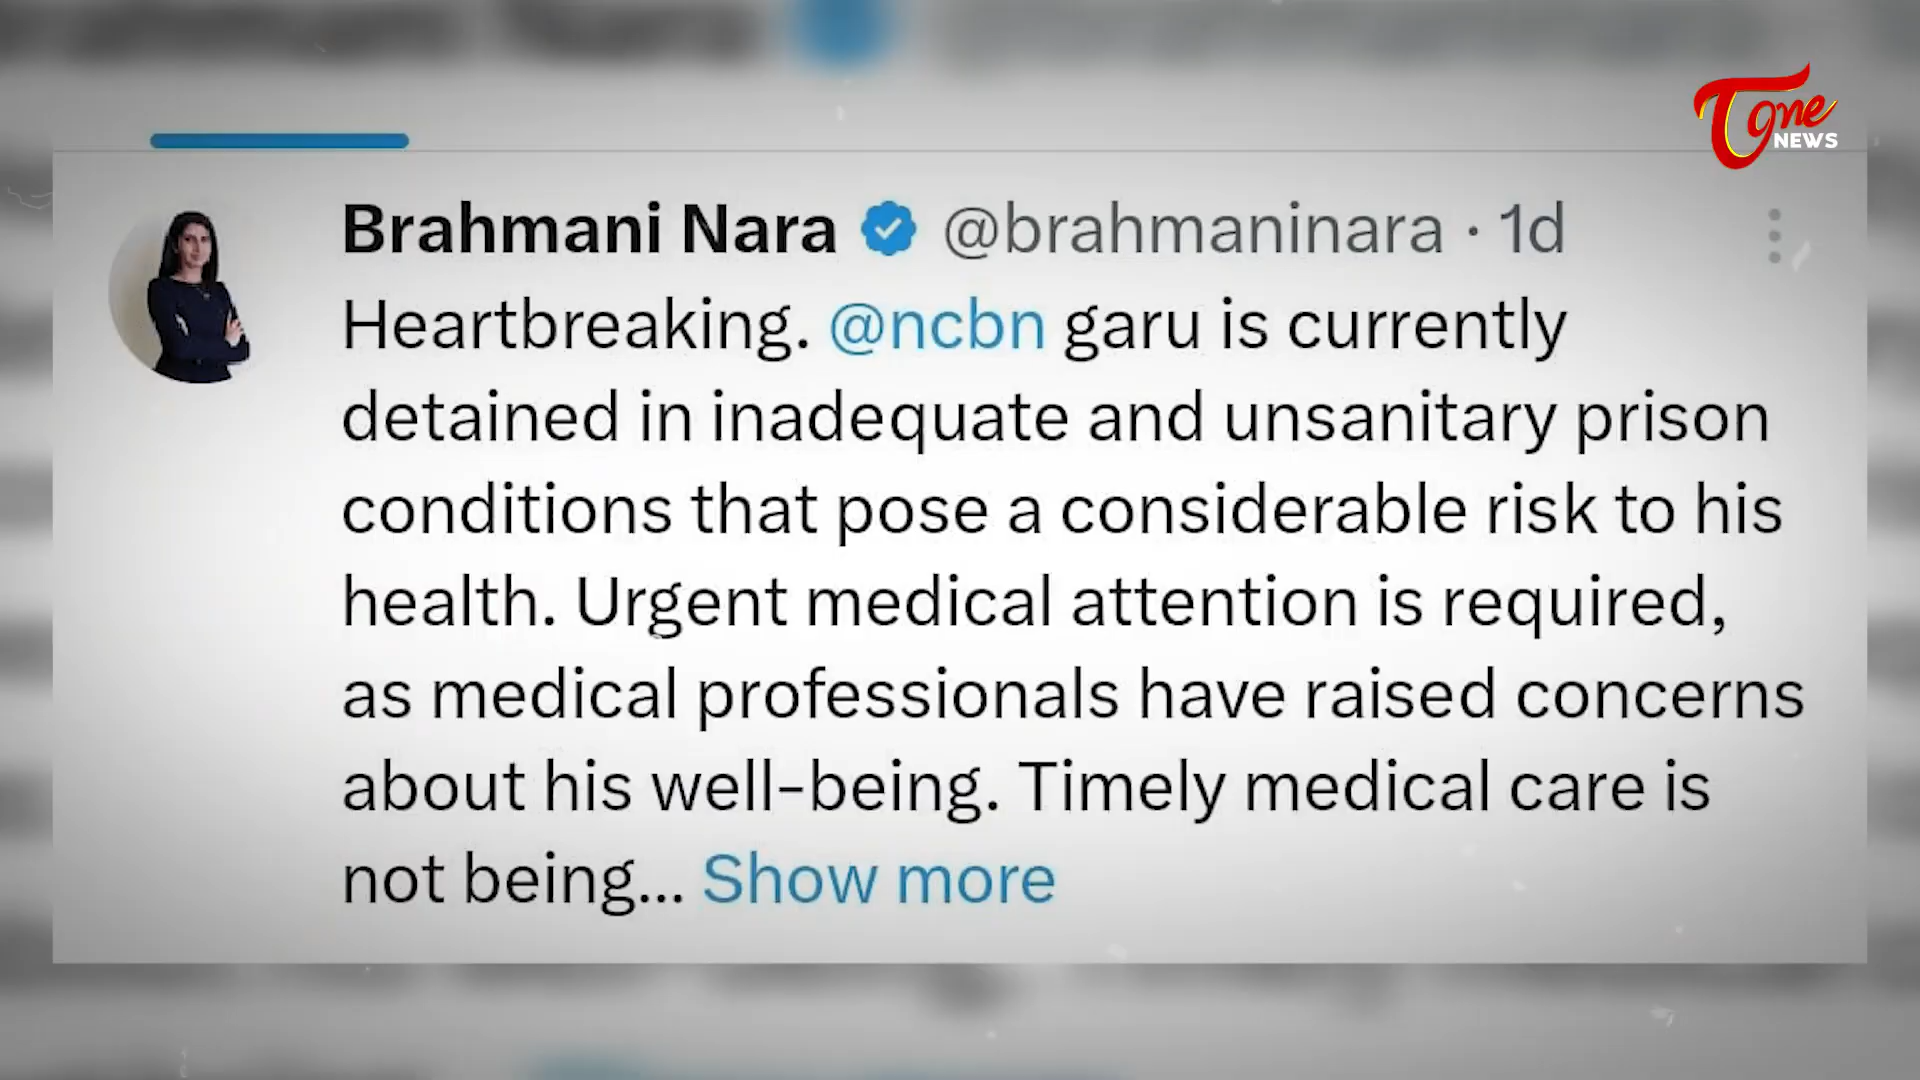 Tone
NEWS
Brahmani Nara @brahmaninara · 1d
Heartbreaking. @ncbn garu is currently
detained in inadequate and unsanitary prison
conditions that pose a considerable risk to his
health. Urgent medical attention is required,
as medical professionals have raised concerns
about his well-being. Timely medical care is
not being... Show more